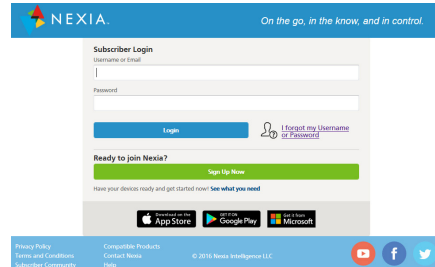 NEXIA.
On the go, in the know, and in control.
Subscriber Login
Username or Email
Password
Login
I forgot my Username
or Password
Ready to join Nexia?
Sign Up Now
Have your devices ready and get started now! See what you need
Download on the
App Store
GET IT ON
Google Play
Get it from
Microsoft
Privacy Policy
Terms and Conditions
Subscriber Community
Compatible Products
Contact Nexia
Help
© 2016 Nexia Intelligence LLC